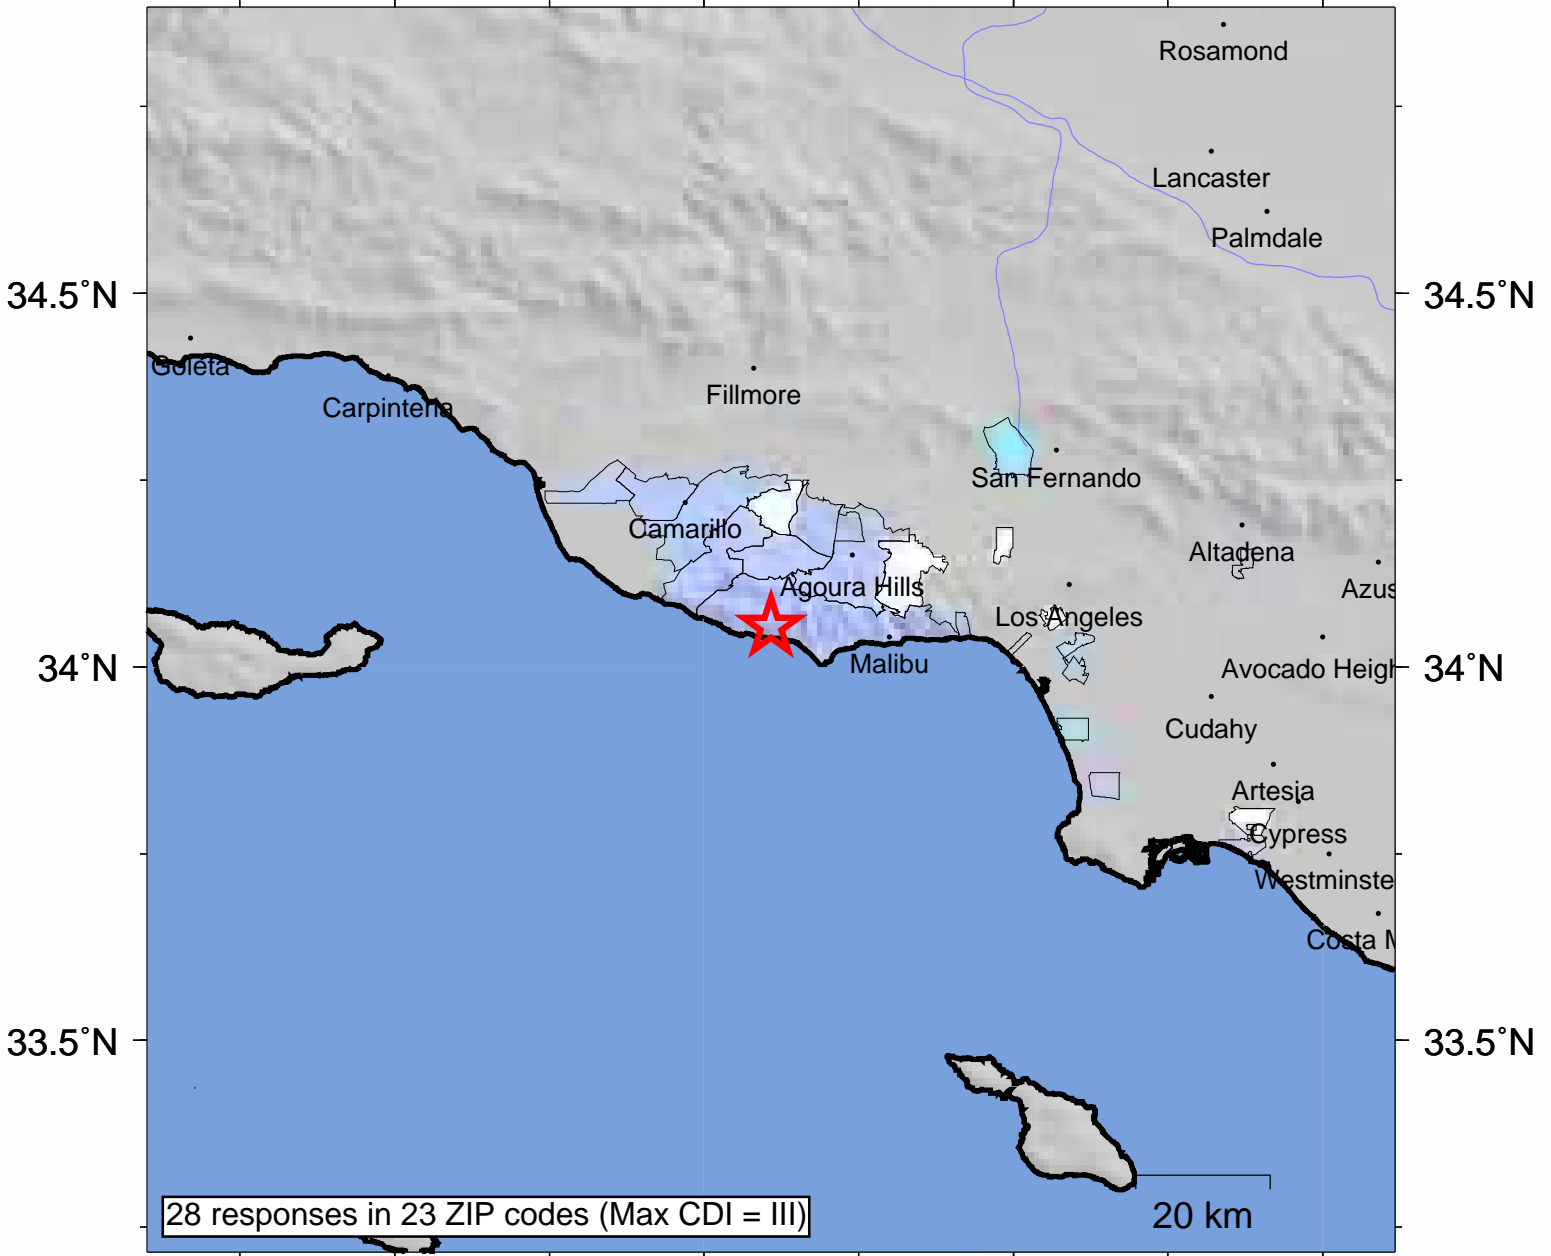 Rosamond
Lancaster
Palmdale
34.5°N
34.5°N
Goleta
Carpinteria
Fillmore
San Fernando
Camarillo
Altadena
Agoura Hills
Azus
Los Angeles
34°N
Malibu
Avocado Heigh
34°N
Cudahy
Artesia
Cypress
Westminste
Costa M
33.5°N
33.5°N
28 responses in 23 ZIP codes (Max CDI = III)
20 km